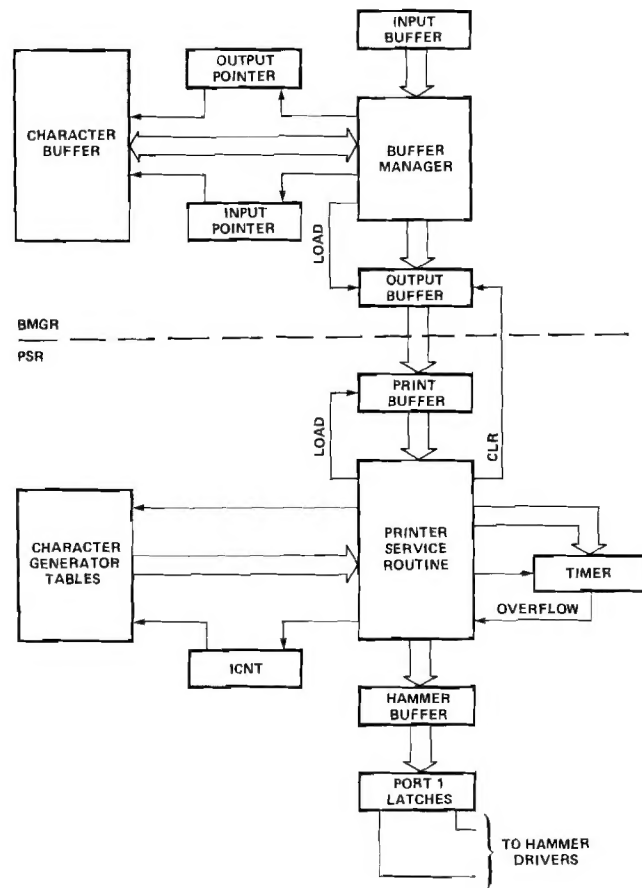 INPUT
BUFFER
OUTPUT
POINTER
CHARACTER
BUFFER
BUFFER
MANAGER
INPUT
POINTER
LOAD
OUTPUT
BUFFER
BMGR
PSR
PRINT
BUFFER
LOAD
CLR
CHARACTER
GENERATOR
TABLES
PRINTER
SERVICE
ROUTINE
TIMER
OVERFLOW
ICNT
HAMMER
BUFFER
PORT 1
LATCHES
TO HAMMER
DRIVERS